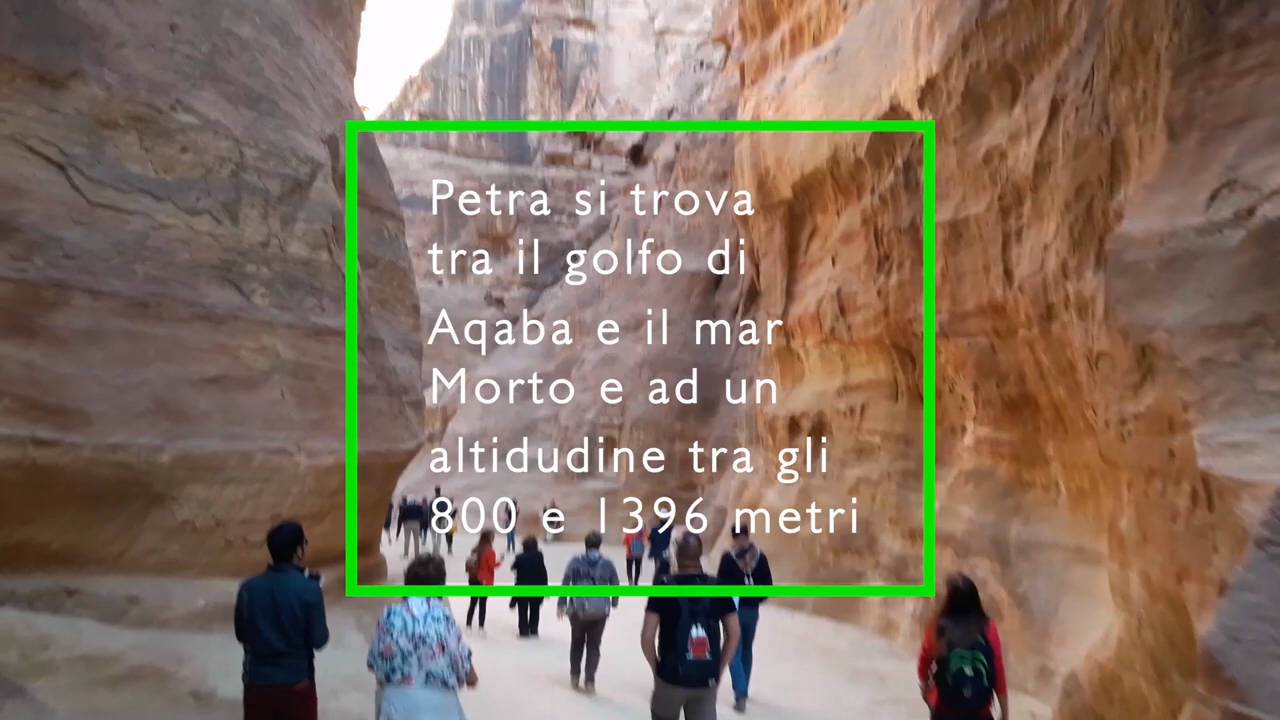 Petra si trova
tra il golfo di
Aqaba e il mar
Morto e ad un
altidudine tra gli
800 e 1396 metri